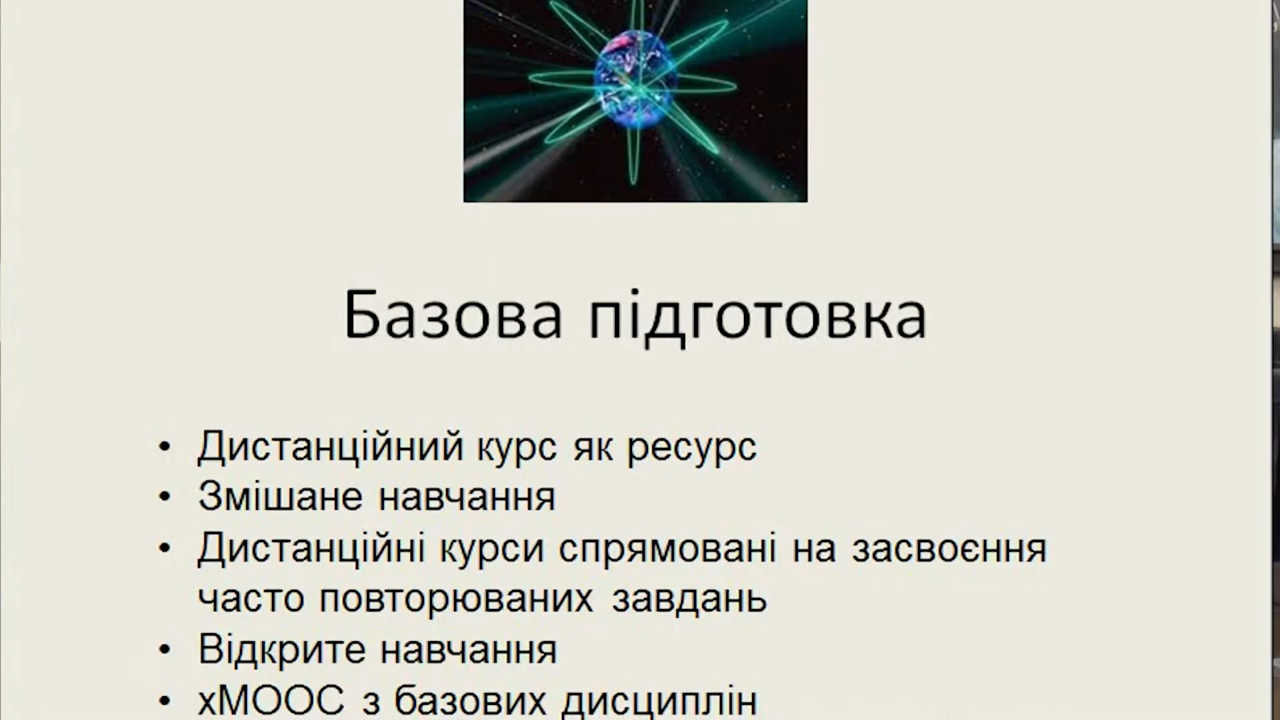 Базова підготовка
• Дистанційний курс як ресурс
• Змішане навчання
• Дистанційні курси спрямовані на засвоєння
часто повторюваних завдань
• Відкрите навчання
• хМООС з базових дисциплін